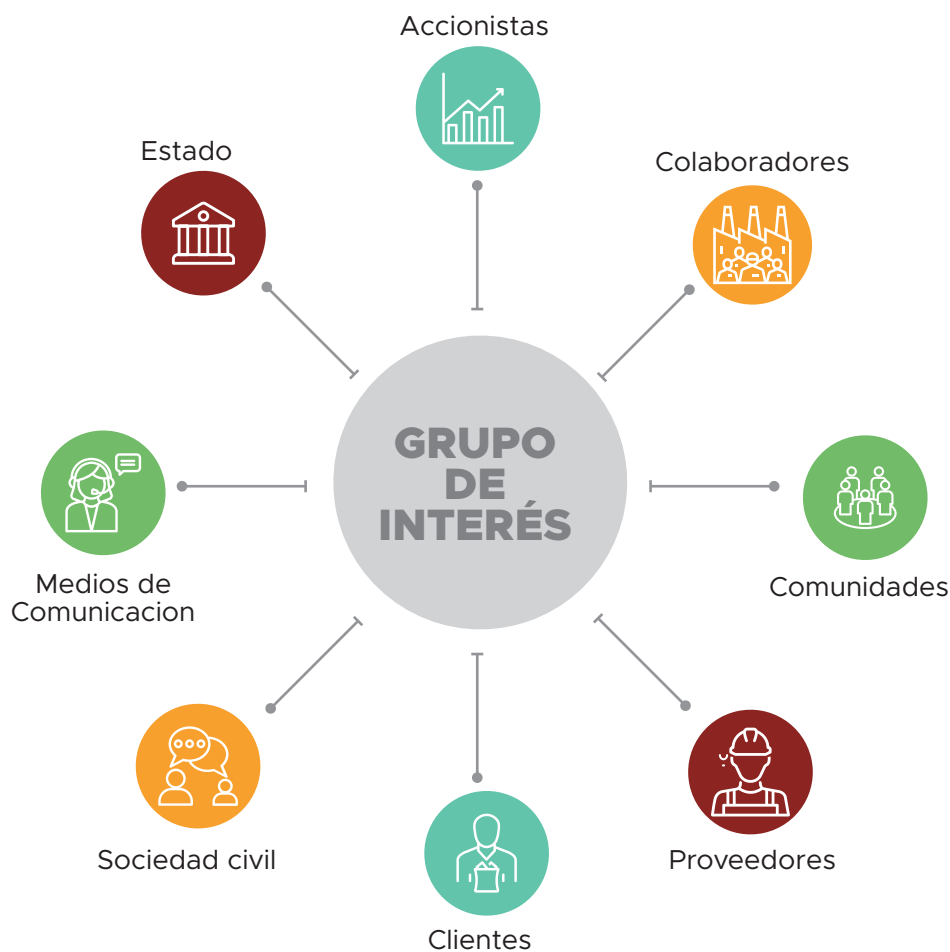 Accionistas
Estado
Colaboradores
GRUPO
DE
INTERÉS
Medios de
Comunicacion
Comunidades
Sociedad civil
Proveedores
Clientes